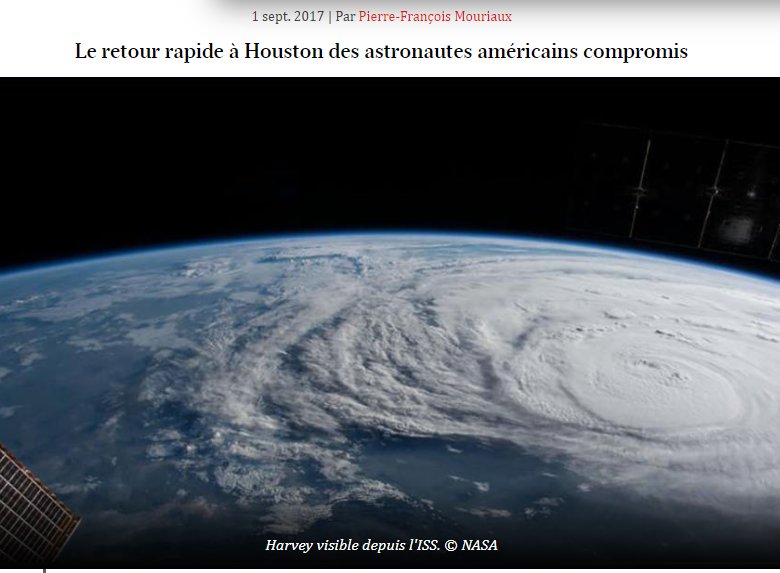 1 sept. 2017 | Par Pierre-François Mouriaux
Le retour rapide à Houston des astronautes américains compromis
Harvey visible depuis l'ISS. © NASA